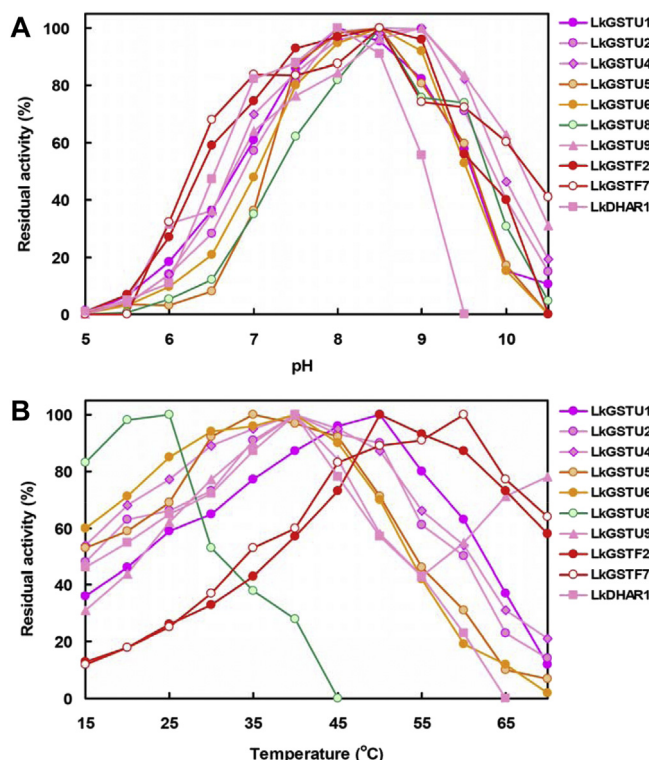 A
Residual activity (%)
100
80
60
40
20
0
5 6 7 8 9 10
pH
LkGSTU1
LkGSTU2
LkGSTU4
LkGSTU5
LkGSTU6
LkGSTU8
LkGSTU9
LkGSTF2
LkGSTF7
LkDHAR1
B
Residual activity (%)
100
80
60
40
20
0
15 25 35 45 55 65
Temperature (°C)
LkGSTU1
LkGSTU2
LkGSTU4
LkGSTU5
LkGSTU6
LkGSTU8
LkGSTU9
LkGSTF2
LkGSTF7
LkDHAR1